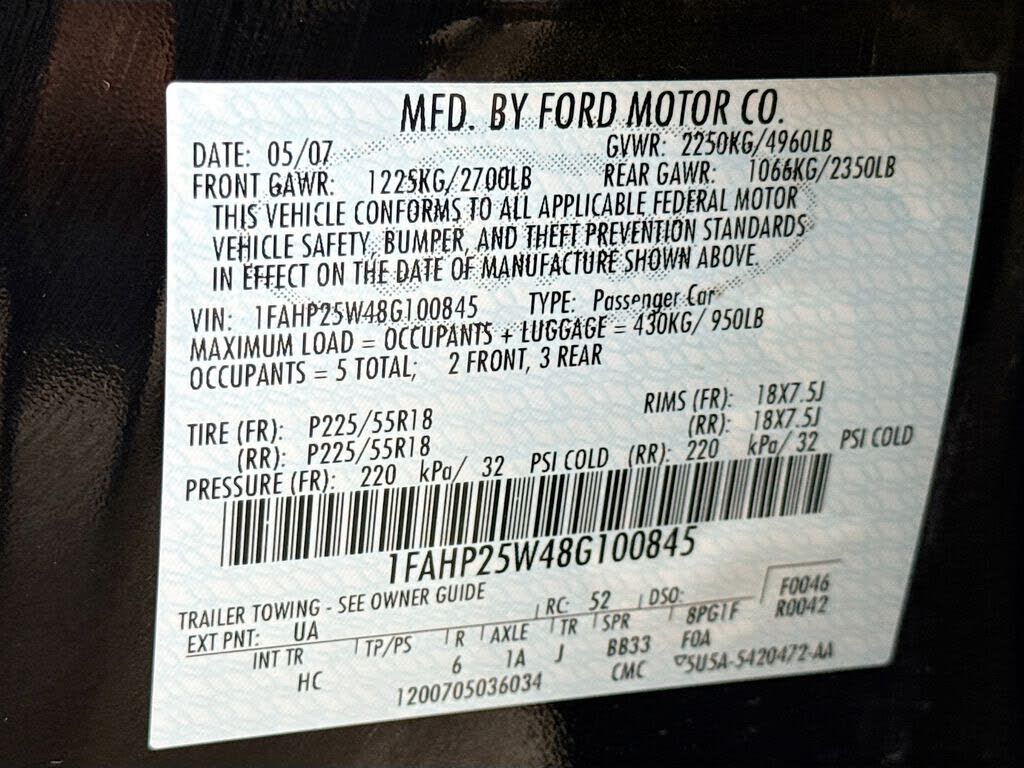 MFD. BY FORD MOTOR CO.
DATE: 05/07 GVWR: 2250KG/4960LB
FRONT GAWR: 1225KG/2700LB REAR GAWR: 1066KG/2350LB
THIS VEHICLE CONFORMS TO ALL APPLICABLE FEDERAL MOTOR
VEHICLE SAFETY, BUMPER, AND THEFT PREVENTION STANDARDS
IN EFFECT ON THE DATE OF MANUFACTURE SHOWN ABOVE.
VIN: 1FAHP25W48G100845 TYPE: Passenger Car
MAXIMUM LOAD = OCCUPANTS + LUGGAGE = 430KG/ 950LB
OCCUPANTS = 5 TOTAL; 2 FRONT, 3 REAR
TIRE (FR): P225/55R18 RIMS (FR): 18X7.5J
(RR): P225/55R18 (RR): 18X7.5J
PRESSURE (FR): 220 kPa/ 32 PSI COLD (RR): 220 kPa/ 32 PSI COLD
1FAHP25W48G100845
TRAILER TOWING - SEE OWNER GUIDE
EXT PNT: UA RC: 52 DSO: F0046
R0042
INT TR TP/PS R AXLE TR SPR 8PG1F
HC 6 1A J BB33 FOA
1200705036034 CMC ▽5U5A-5420472-AA